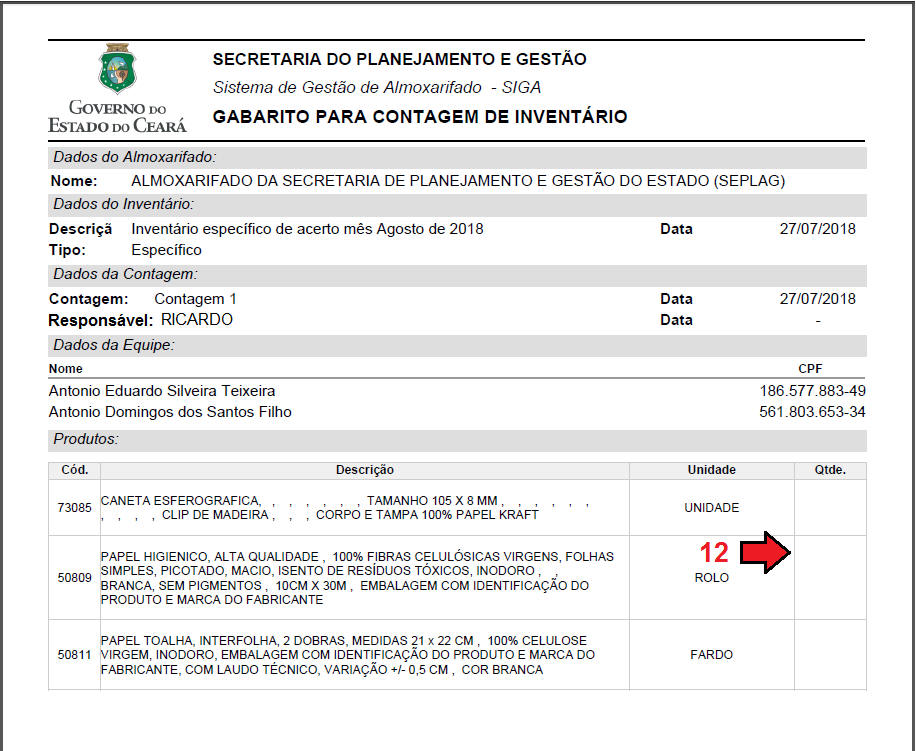 SECRETARIA DO PLANEJAMENTO E GESTÃO
Sistema de Gestão de Almoxarifado - SIGA
GOVERNO DO
ESTADO DO CEARÁ
GABARITO PARA CONTAGEM DE INVENTÁRIO
Dados do Almoxarifado:
Nome: ALMOXARIFADO DA SECRETARIA DE PLANEJAMENTO E GESTÃO DO ESTADO (SEPLAG)
Dados do Inventário:
Descriçã Inventário específico de acerto mês Agosto de 2018 Data 27/07/2018
Tipo: Específico
Dados da Contagem:
Contagem: Contagem 1 Data 27/07/2018
Responsável: RICARDO Data -
Dados da Equipe:
Nome CPF
Antonio Eduardo Silveira Teixeira 186.577.883-49
Antonio Domingos dos Santos Filho 561.803.653-34
Produtos:
Cód. Descrição Unidade Qtde.
73085 CANETA ESFEROGRAFICA, , , , , , , TAMANHO 105 X 8 MM , , , , , ,
, , , , CLIP DE MADEIRA , , , CORPO E TAMPA 100% PAPEL KRAFT UNIDADE
12
50809 PAPEL HIGIENICO, ALTA QUALIDADE , 100% FIBRAS CELULÓSICAS VIRGENS, FOLHAS
SIMPLES, PICOTADO, MACIO, ISENTO DE RESÍDUOS TÓXICOS, INODORO , ,
BRANCA, SEM PIGMENTOS , 10CM X 30M , EMBALAGEM COM IDENTIFICAÇÃO DO
PRODUTO E MARCA DO FABRICANTE ROLO
50811 PAPEL TOALHA, INTERFOLHA, 2 DOBRAS, MEDIDAS 21 x 22 CM , 100% CELULOSE
VIRGEM, INODORO, EMBALAGEM COM IDENTIFICAÇÃO DO PRODUTO E MARCA DO
FABRICANTE, COM LAUDO TÉCNICO, VARIAÇÃO +/- 0,5 CM , COR BRANCA FARDO